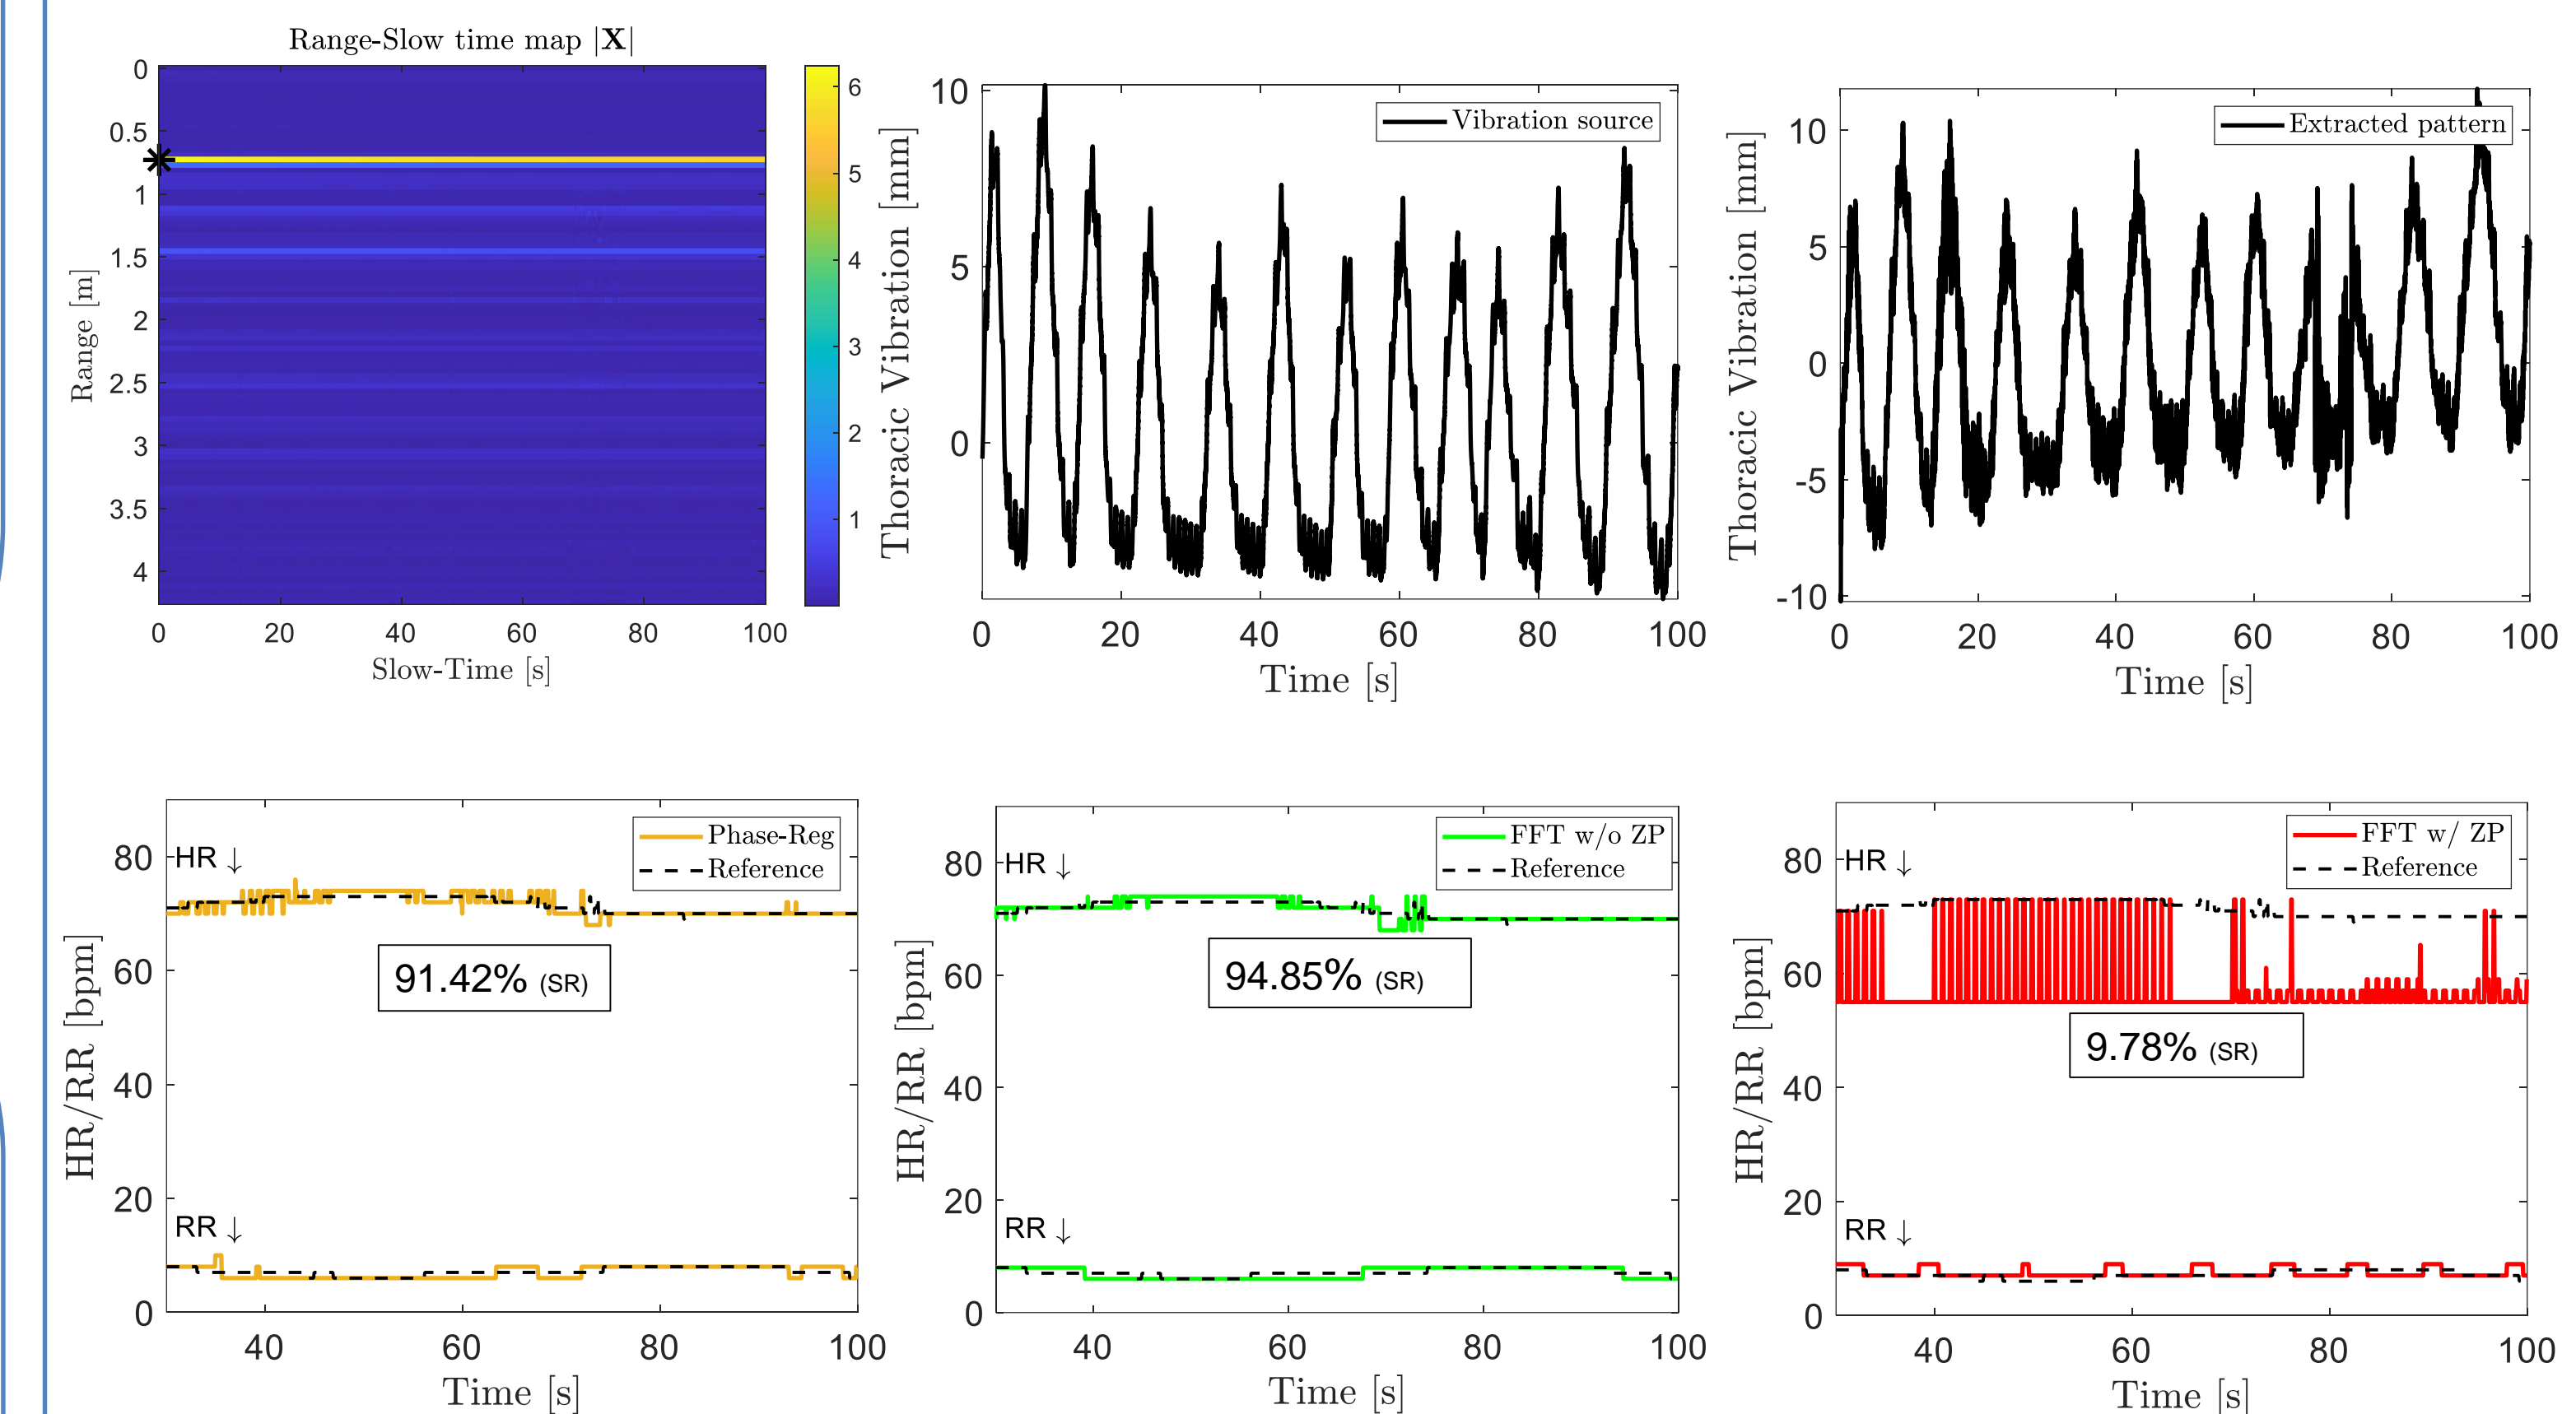 Range-Slow time map |X|
0
0.5
1
1.5
2
2.5
3
3.5
4
Range [m]
0 20 40 60 80 100
Slow-Time [s]
6
5
4
3
2
1
Thoracic Vibration [mm]
10
5
0
Vibration source
0 20 40 60 80 100
Time [s]
Thoracic Vibration [mm]
10
5
0
-5
-10
Extracted pattern
0 20 40 60 80 100
Time [s]
HR/RR [bpm]
80
60
40
20
0
Phase-Reg
Reference
HR ↓
91.42% (SR)
RR ↓
40 60 80 100
Time [s]
HR/RR [bpm]
80
60
40
20
0
FFT w/o ZP
Reference
HR ↓
94.85% (SR)
RR ↓
40 60 80 100
Time [s]
HR/RR [bpm]
80
60
40
20
0
FFT w/ ZP
Reference
HR ↓
9.78% (SR)
RR ↓
40 60 80 100
Time [s]